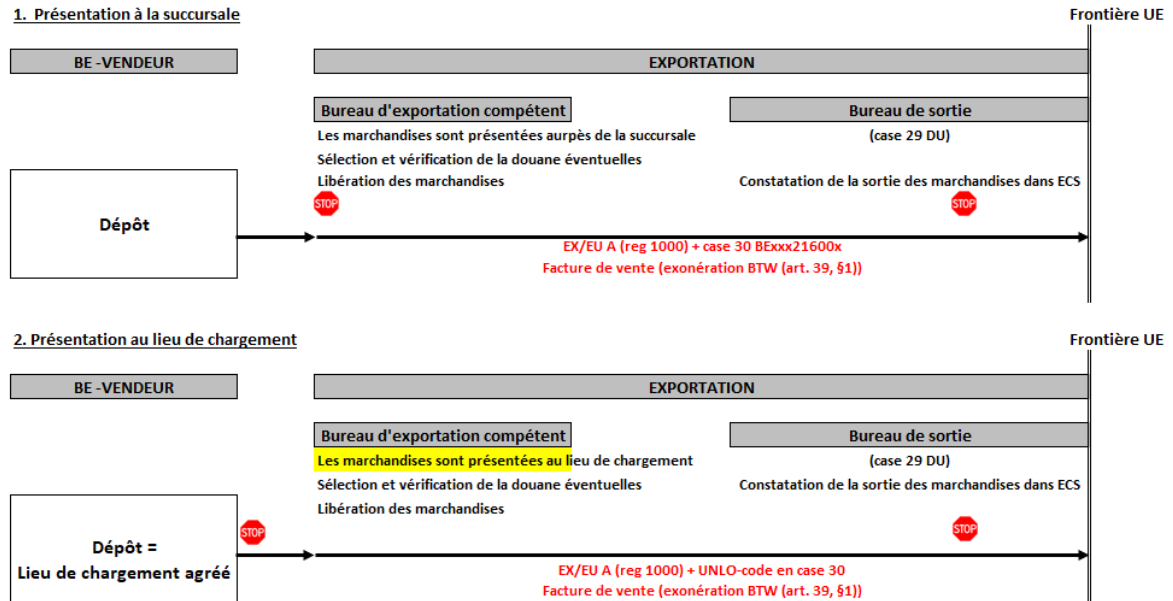 1. Présentation à la succursale
Frontière UE
BE -VENDEUR
EXPORTATION
Bureau d'exportation compétent
Bureau de sortie
Les marchandises sont présentées aurpès de la succursale
(case 29 DU)
Sélection et vérification de la douane éventuelles
Libération des marchandises
Constatation de la sortie des marchandises dans ECS
STOP
STOP
Dépôt
EX/EU A (reg 1000) + case 30 BExxx21600x
Facture de vente (exonération BTW (art. 39, §1))
2. Présentation au lieu de chargement
Frontière UE
BE -VENDEUR
EXPORTATION
Bureau d'exportation compétent
Bureau de sortie
Les marchandises sont présentées au lieu de chargement
(case 29 DU)
Sélection et vérification de la douane éventuelles
Constatation de la sortie des marchandises dans ECS
Libération des marchandises
STOP
STOP
Dépôt =
Lieu de chargement agréé
EX/EU A (reg 1000) + UNLO-code en case 30
Facture de vente (exonération BTW (art. 39, §1))